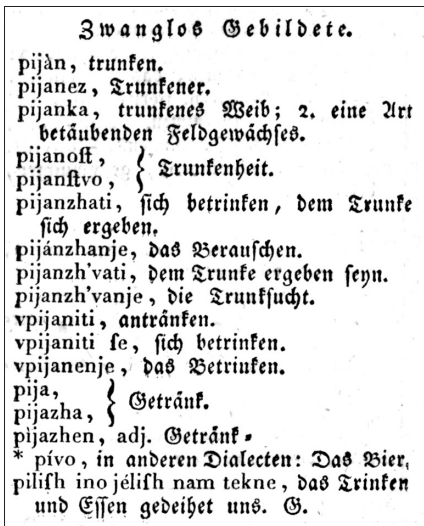 Zwanglos Gebildete.
pijàn, trunken.
pijanez, Trunkener.
pijanka, trunkenes Weib; 2. eine Art
betäubenden Feldgewächſes.
pijanoſt,
pijanſtvo, } Trunkenheit.
pijanzhati, ſich betrinken, dem Trunke
ſich ergeben.
pijánzhanje, das Berauſchen.
pijanzh'vati, dem Trunke ergeben ſeyn.
pijanzh'vanje, die Trunkſucht.
vpijaniti, antränken.
vpijaniti ſe, ſich betrinken.
vpijanenje, das Betrinken.
pija,
pijazha, } Getränk.
pijazhen, adj. Getränk⸗
* pívo, in anderen Dialecten: Das Bier,
piliſh ino jéliſh nam tekne, das Trinken
und Eſſen gedeihet uns. G.